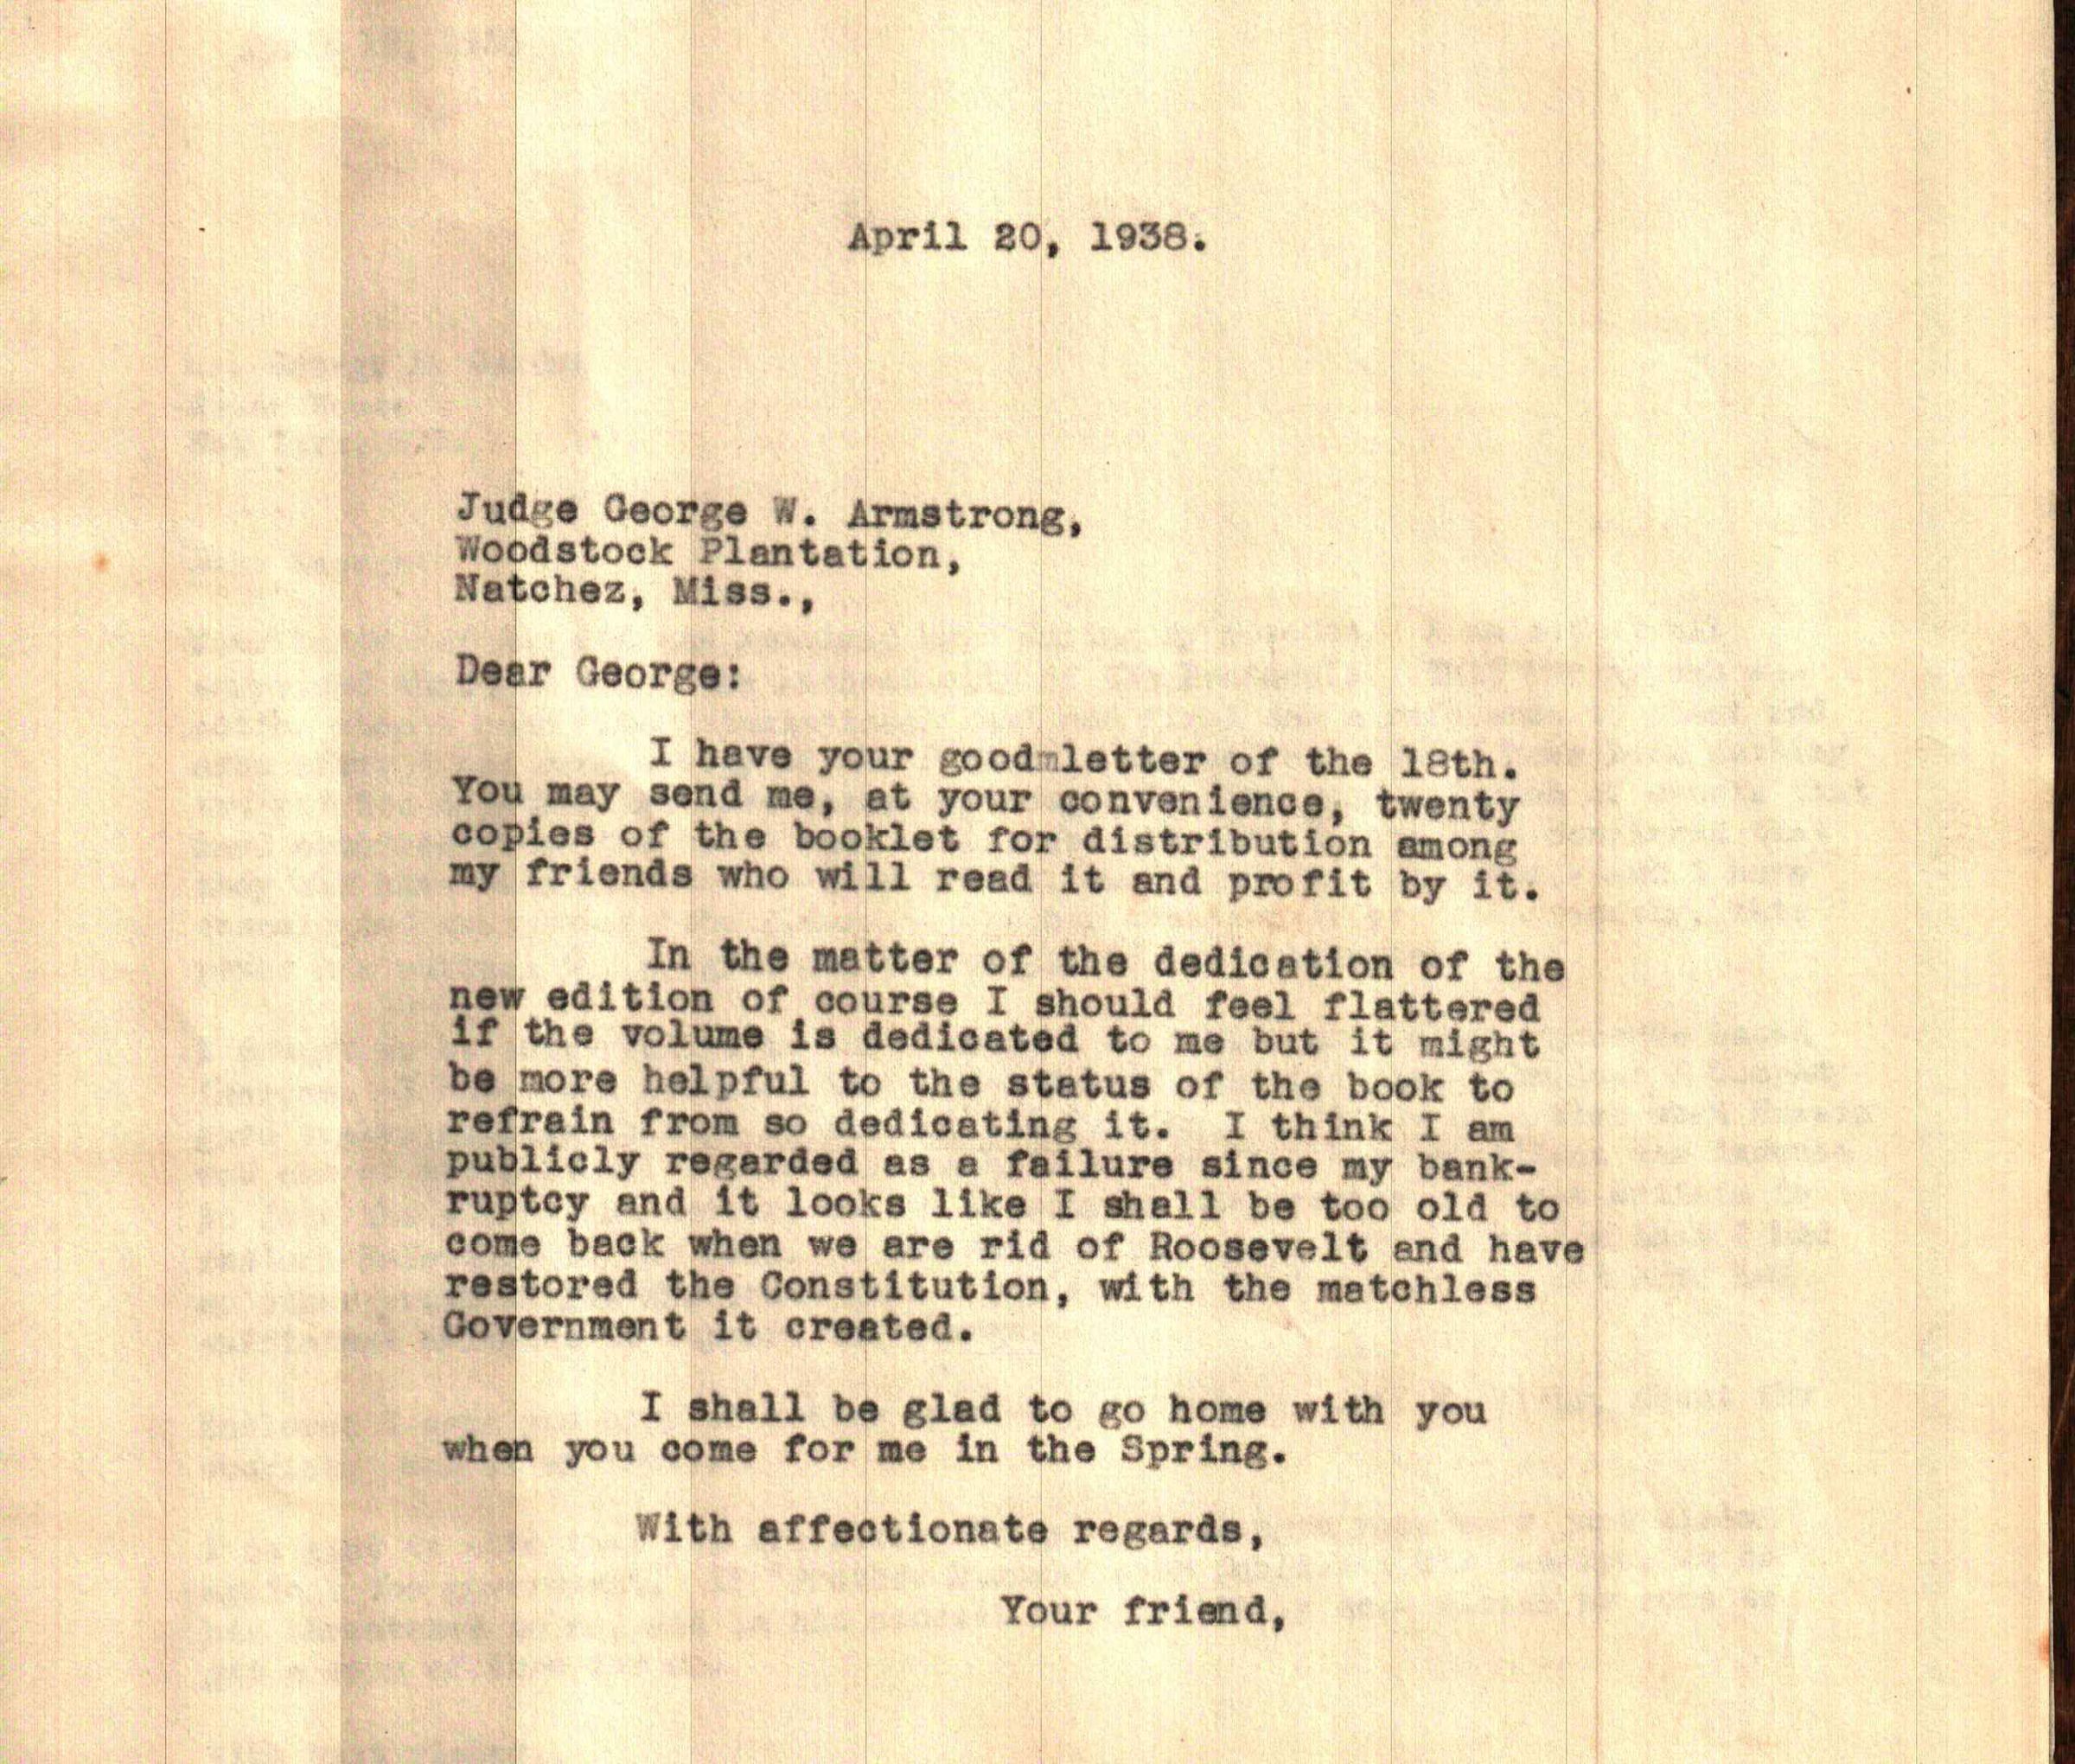 April 20, 1938.
Judge George W. Armstrong,
Woodstock Plantation,
Natchez, Miss.,
Dear George:
I have your good letter of the 18th.
You may send me, at your convenience, twenty
copies of the booklet for distribution among
my friends who will read it and profit by it.
In the matter of the dedication of the
new edition of course I should feel flattered
if the volume is dedicated to me but it might
be more helpful to the status of the book to
refrain from so dedicating it. I think I am
publicly regarded as a failure since my bank-
ruptcy and it looks like I shall be too old to
come back when we are rid of Roosevelt and have
restored the Constitution, with the matchless
Government it created.
I shall be glad to go home with you
when you come for me in the Spring.
With affectionate regards,
Your friend,